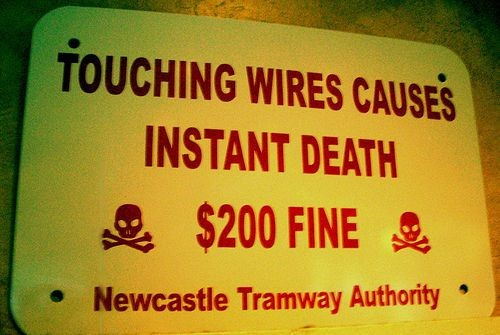 TOUCHING WIRES CAUSES
INSTANT DEATH
$200 FINE
Newcastle Tramway Authority